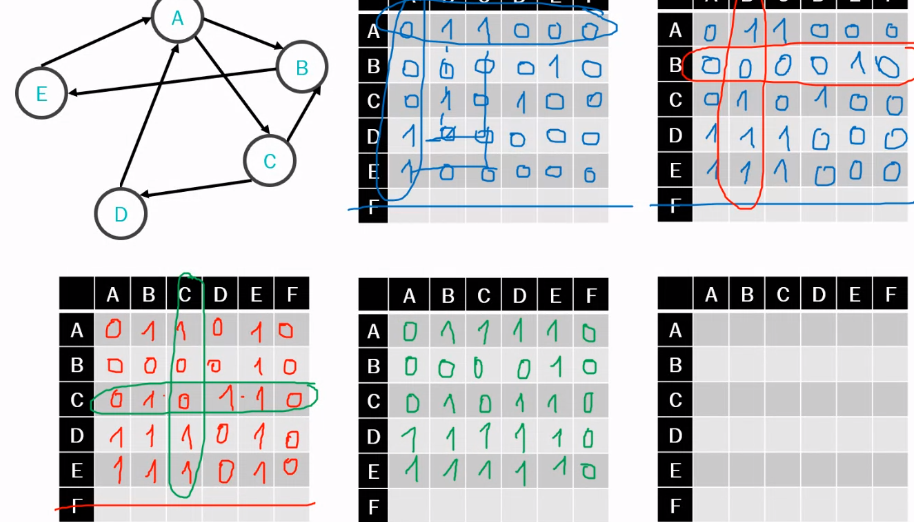 A
B
E
C
D
A 0 1 1 0 0 0
B 0 0 0 0 1 0
C 0 1 0 1 0 0
D 1 0 0 0 0 0
E 1 0 0 0 0 0
F
A 0 1 1 0 0 0
B 0 0 0 0 1 0
C 0 1 0 1 0 0
D 1 1 1 0 0 0
E 1 1 1 0 0 0
F
A B C D E F
A 0 1 1 0 1 0
B 0 0 0 0 1 0
C 0 1 0 1 1 0
D 1 1 1 0 1 0
E 1 1 1 0 1 0
F
A B C D E F
A 0 1 1 1 1 0
B 0 0 0 0 1 0
C 0 1 0 1 1 0
D 1 1 1 1 1 0
E 1 1 1 1 1 0
F
A B C D E F
A
B
C
D
E
F